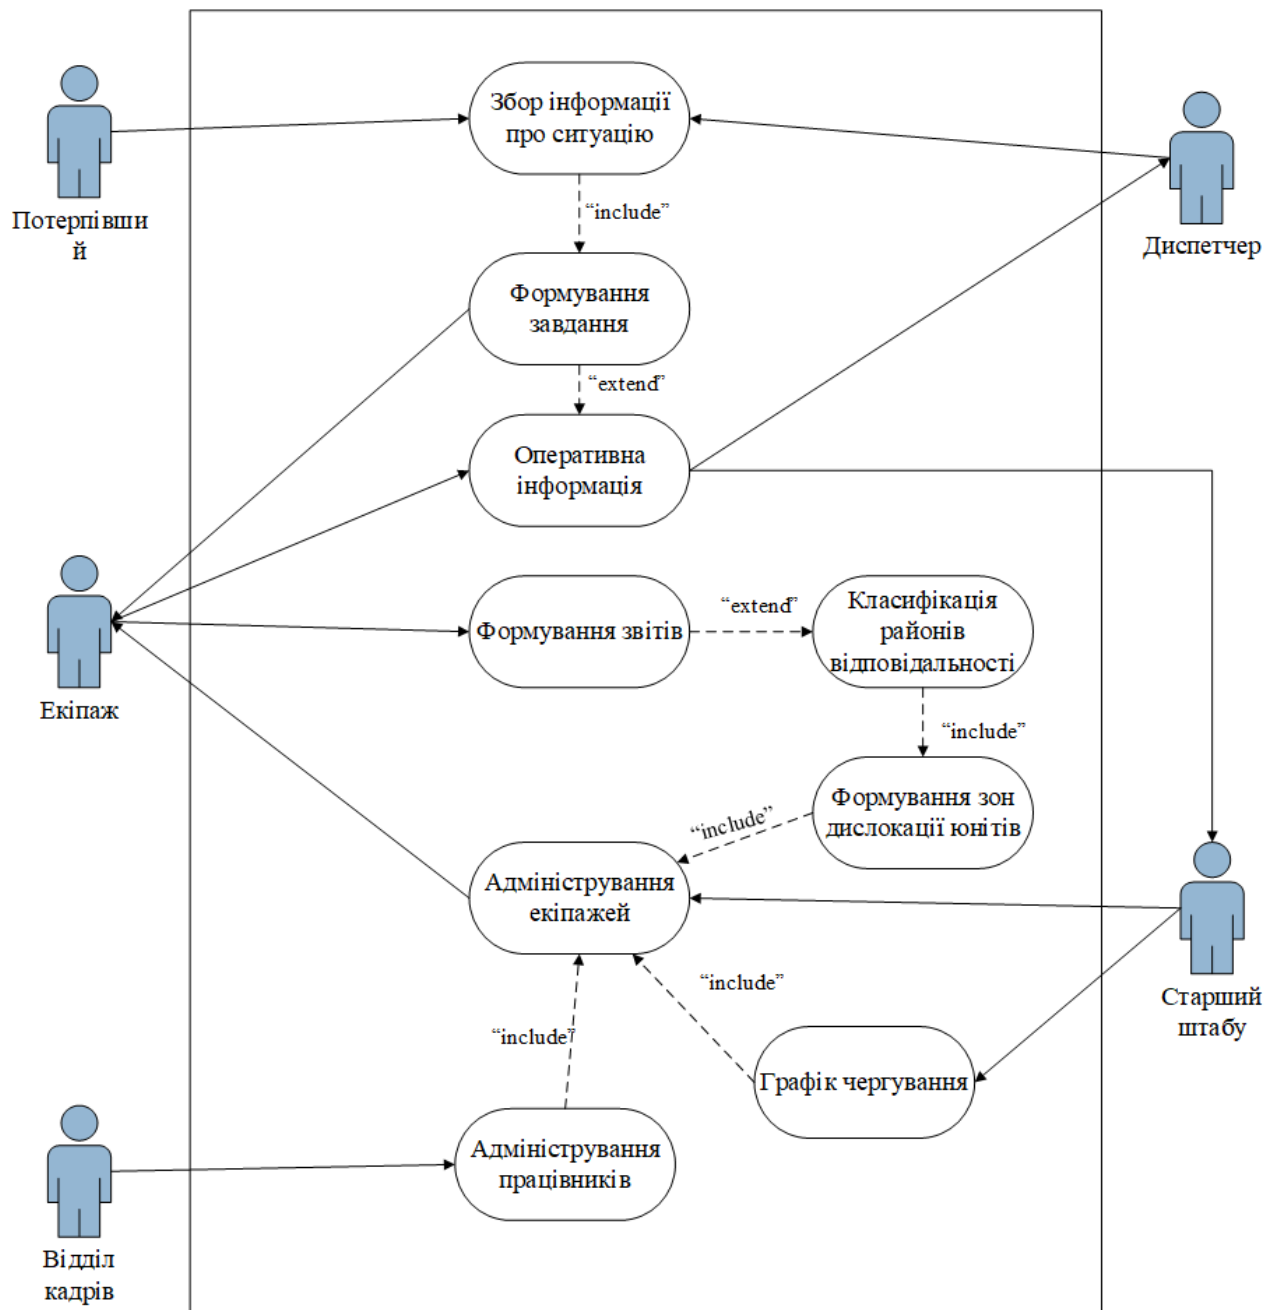 Збор інформації
про ситуацію
Потерпівши
й
Диспетчер
“include”
Формування
завдання
“extend”
Оперативна
інформація
Екіпаж
Формування звітів
“extend”
Класифікація
районів
відповідальності
“include”
Формування зон
дислокації юнітів
“include”
Адміністрування
екіпажей
Старший
штабу
“include”
“include”
Графік чергування
Адміністрування
працівників
Відділ
кадрів